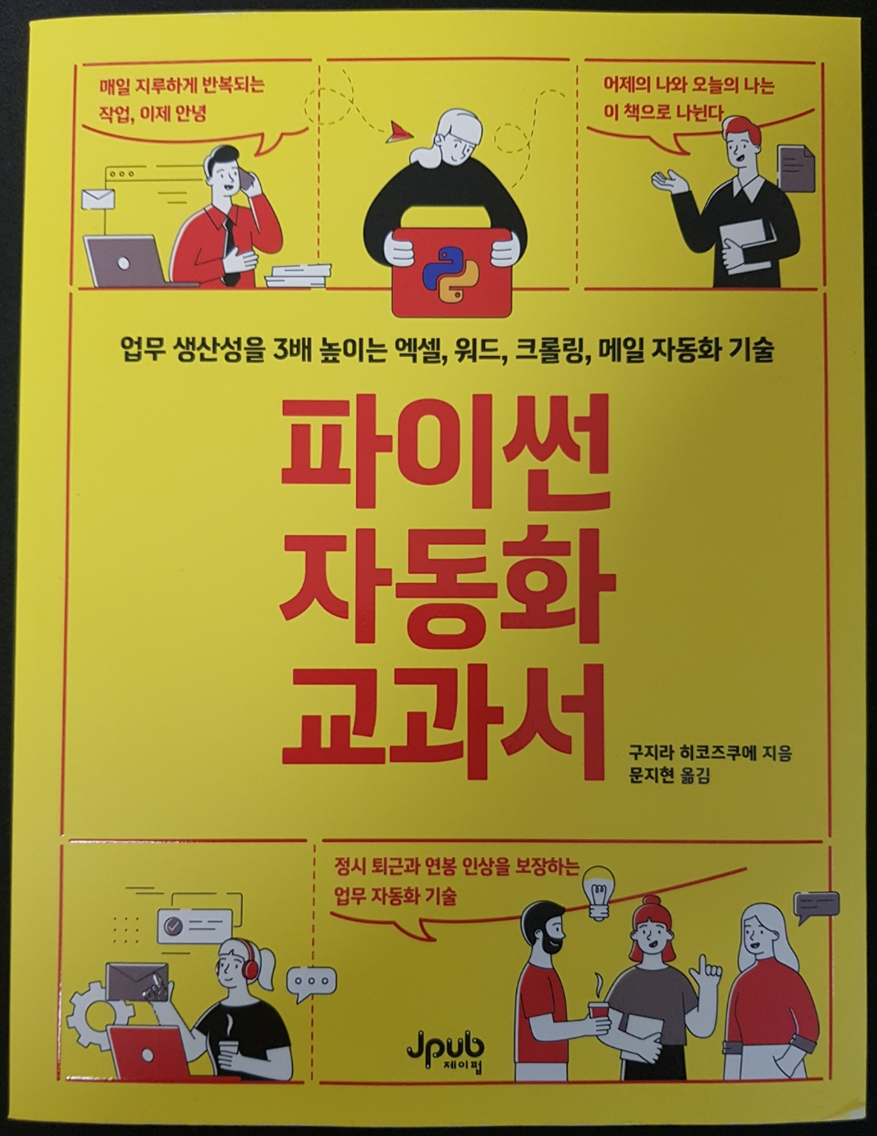 매일 지루하게 반복되는
작업, 이제 안녕
어제의 나와 오늘의 나는
이 책으로 나뉜다
업무 생산성을 3배 높이는 엑셀, 워드, 크롤링, 메일 자동화 기술
파이썬
자동화
교과서
구지라 히코즈쿠에 지음
문지현 옮김
정시 퇴근과 연봉 인상을 보장하는
업무 자동화 기술
Jpub
제이펍